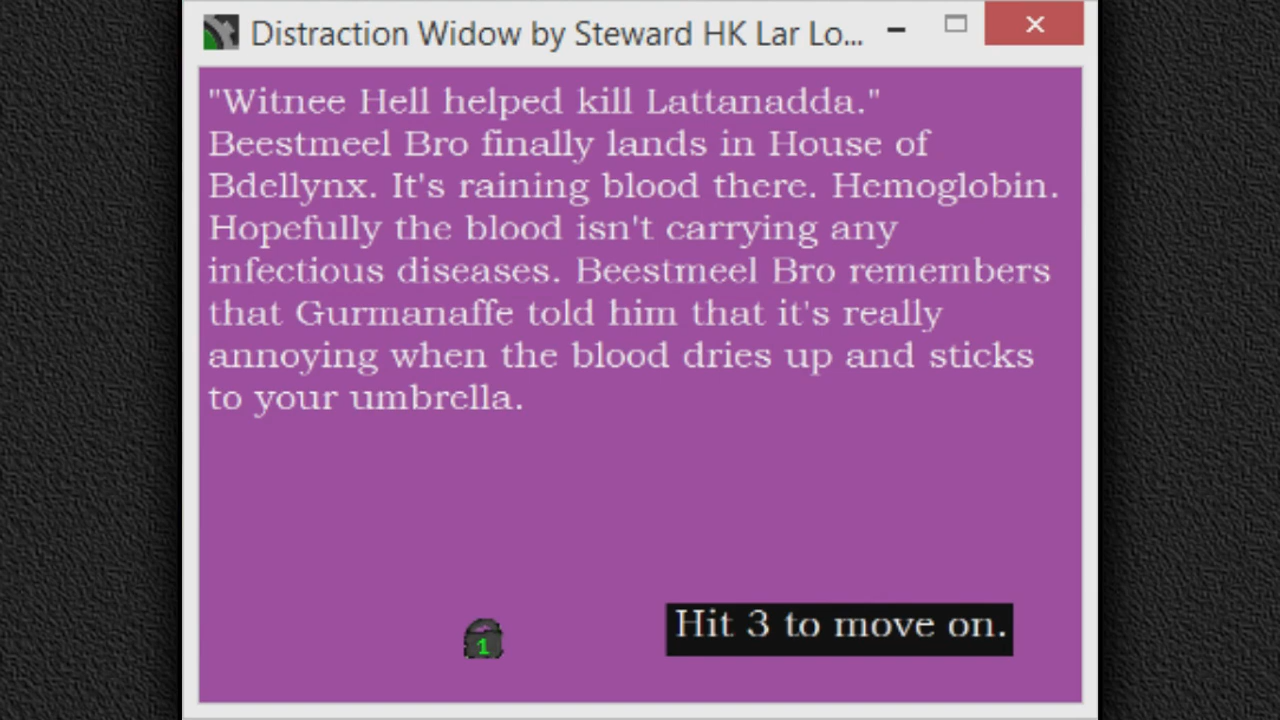 Distraction Widow by Steward HK Lar Lo...
"Witnee Hell helped kill Lattanadda."
Beestmeel Bro finally lands in House of
Bdellynx. It's raining blood there. Hemoglobin.
Hopefully the blood isn't carrying any
infectious diseases. Beestmeel Bro remembers
that Gurmanaffe told him that it's really
annoying when the blood dries up and sticks
to your umbrella.
1
Hit 3 to move on.